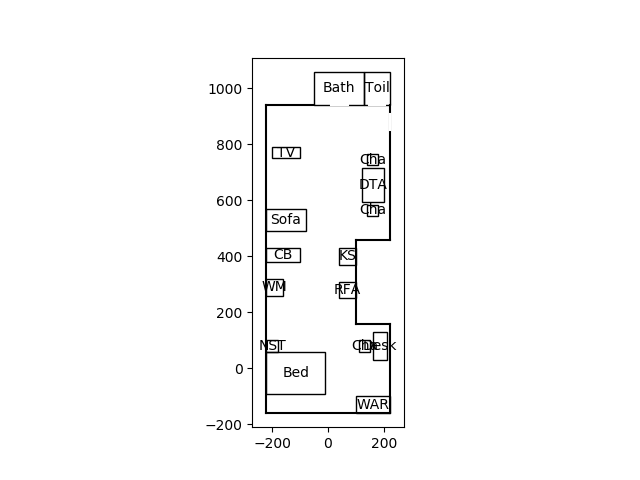 1000
800
600
400
200
0
−200
−200 0 200
Bath Toil
TV
Cha
DTA
Cha
Sofa
CB
KS
WM
RFA
NST
Cha Desk
Bed
WAR